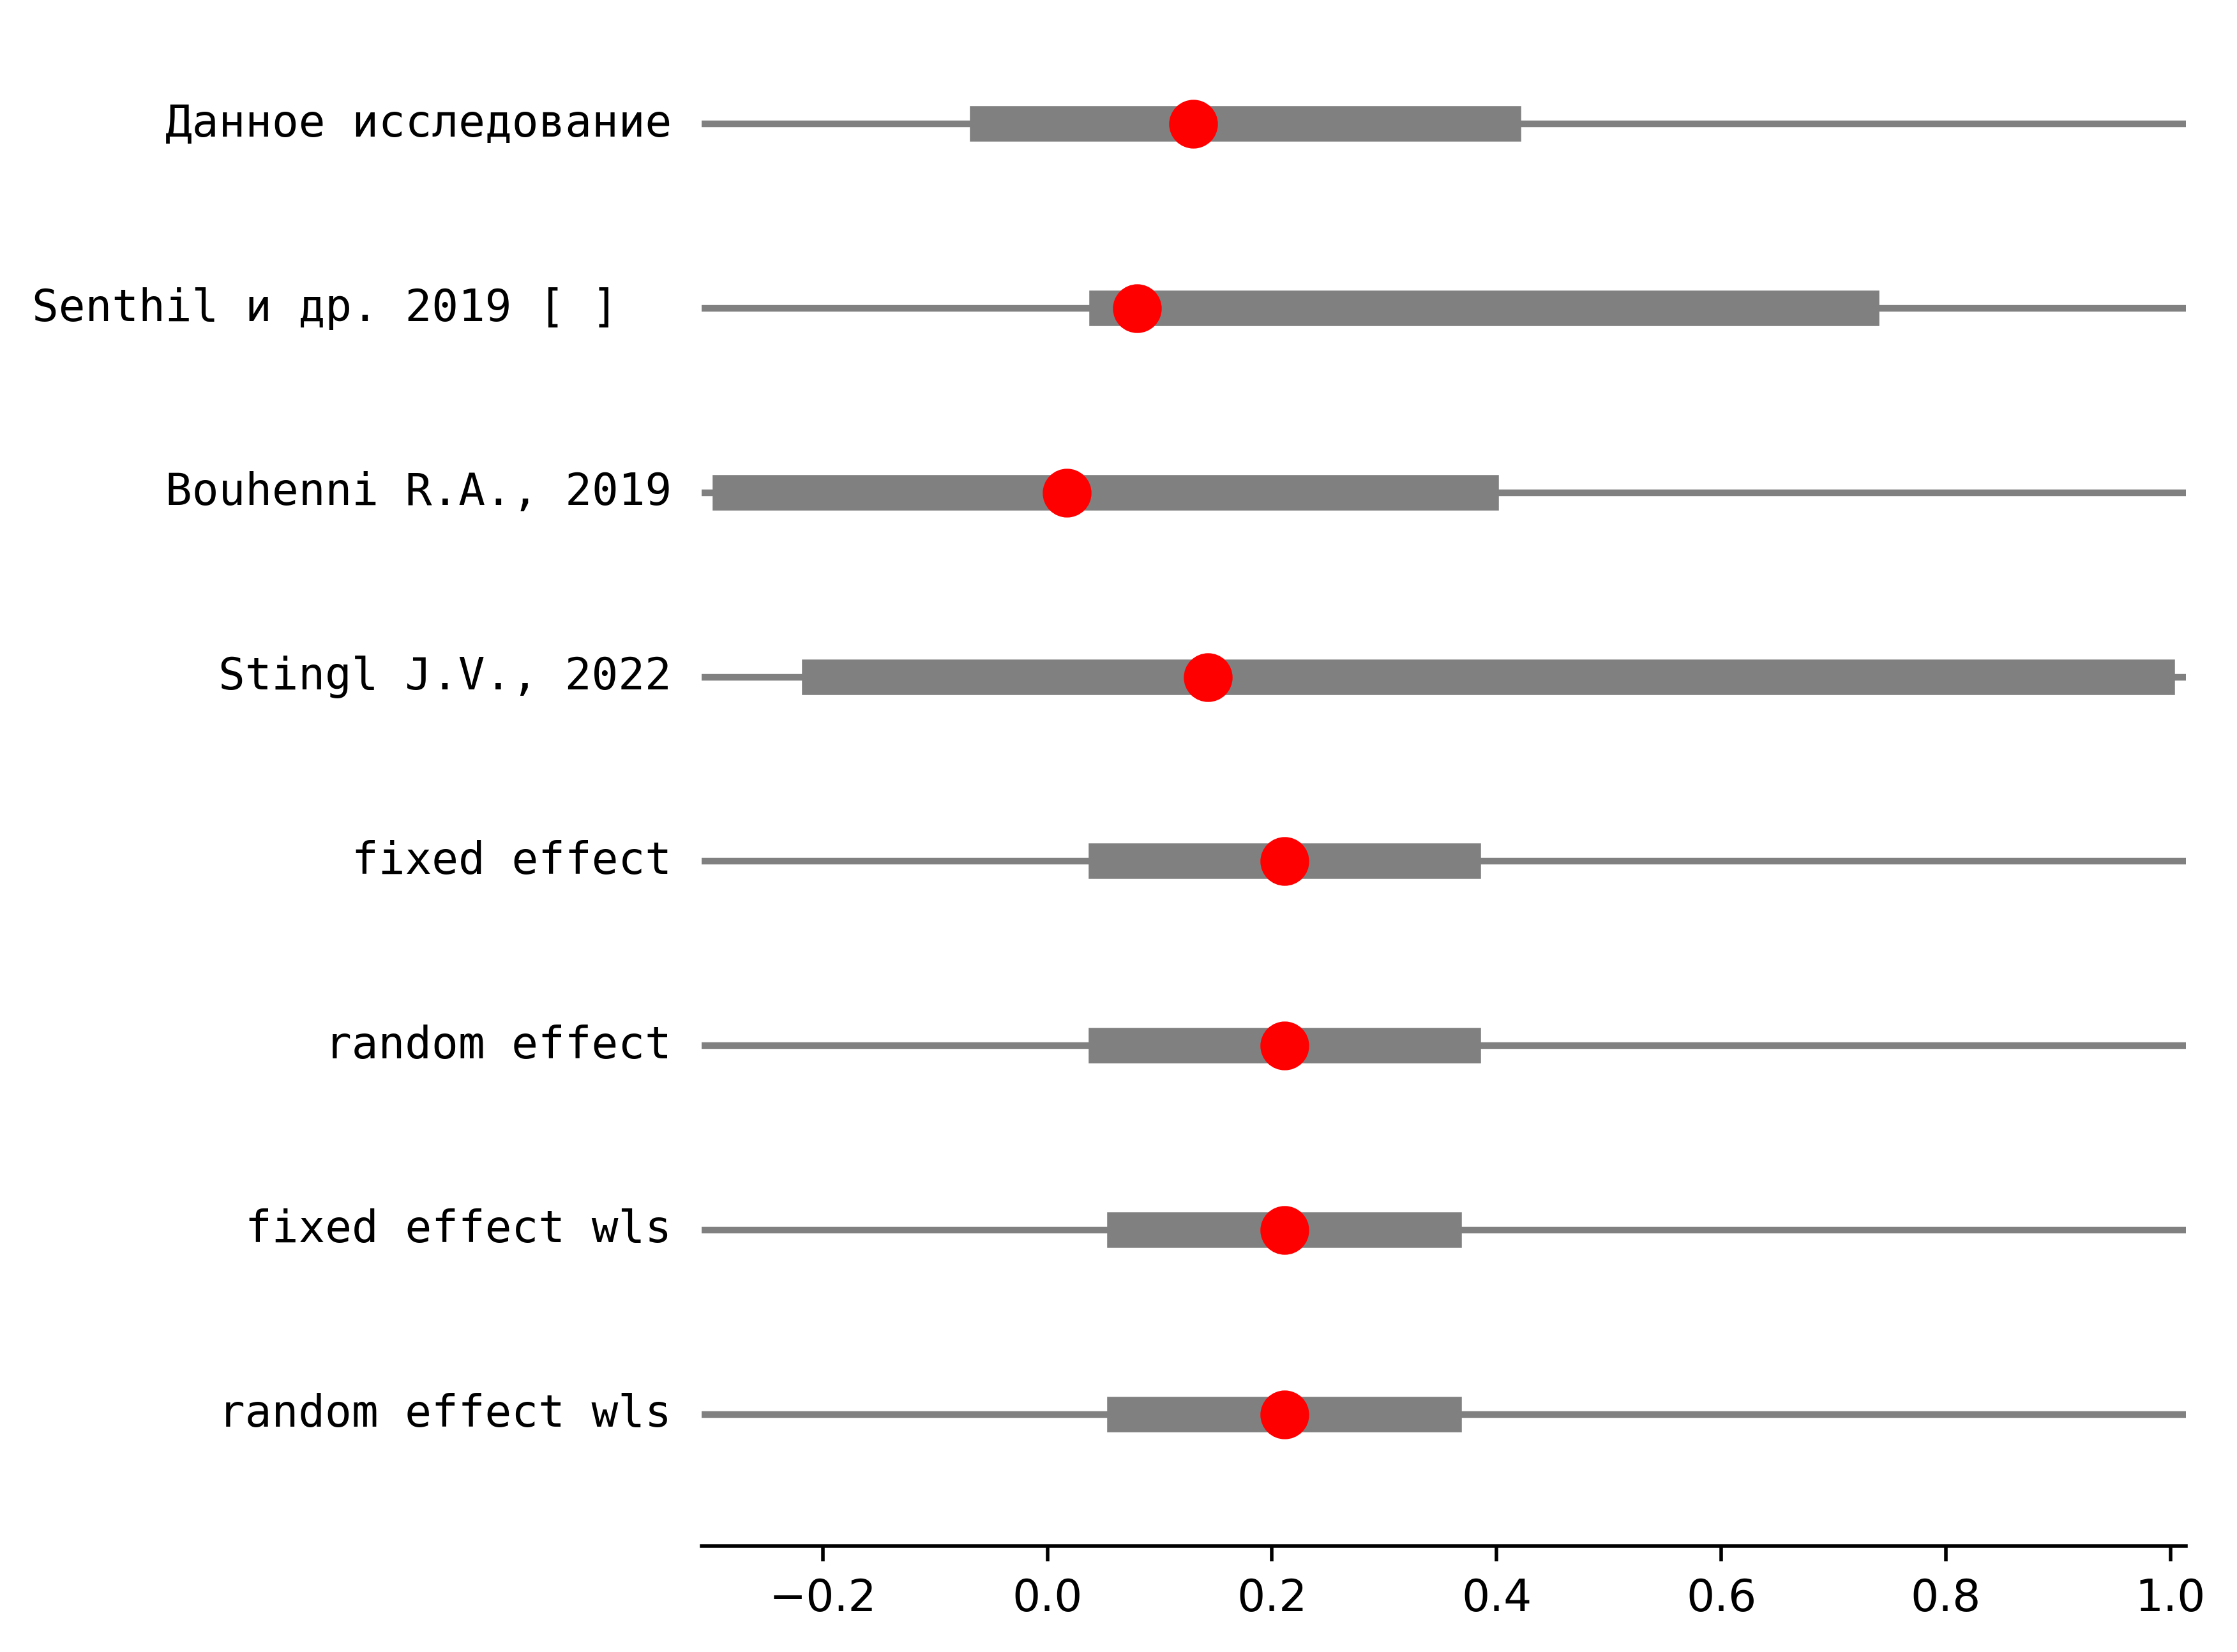 Данное исследование
Senthil и др. 2019 [ ]
Bouhenni R.A., 2019
Stingl J.V., 2022
fixed effect
random effect
fixed effect wls
random effect wls
−0.2 0.0 0.2 0.4 0.6 0.8 1.0